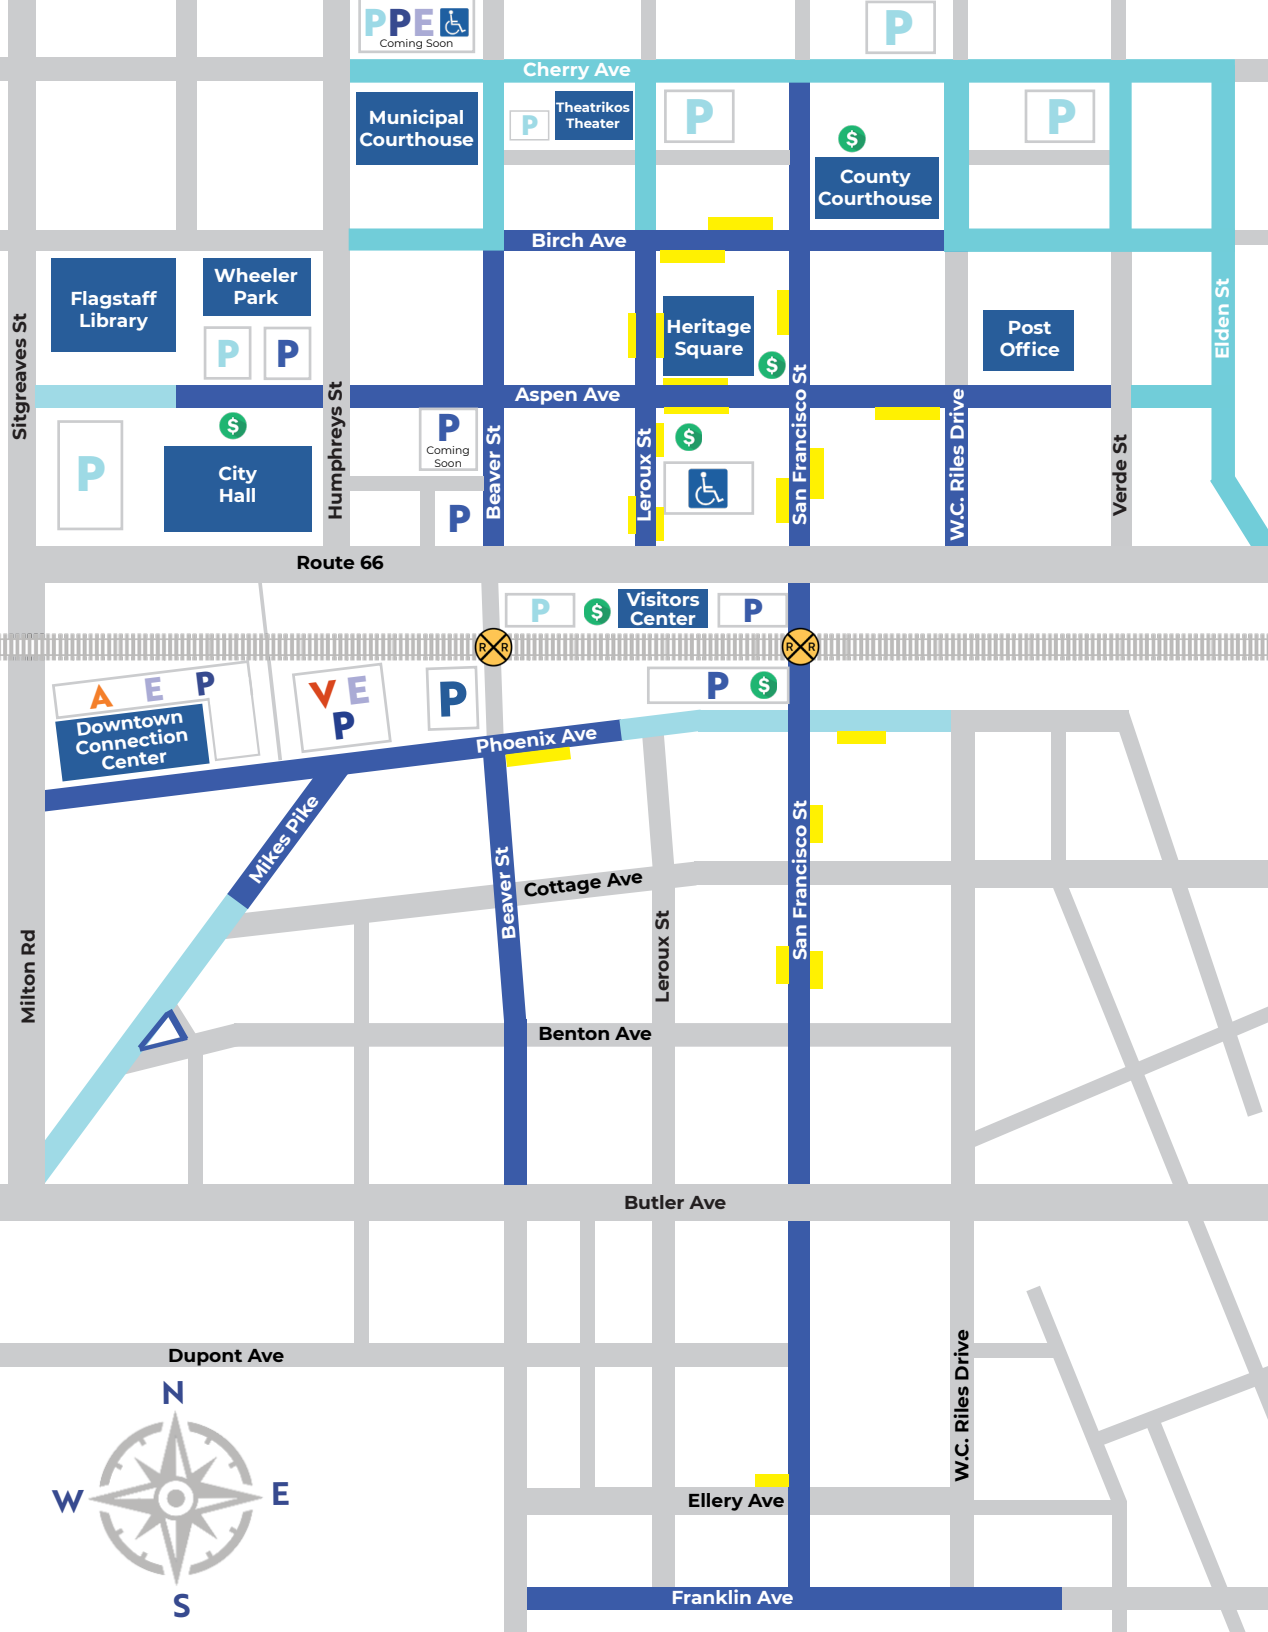 P P E
Coming Soon
P
Cherry Ave
Municipal
Courthouse
P
Theatrikos
Theater
P
$
P
County
Courthouse
Birch Ave
Flagstaff
Library
Wheeler
Park
P
P
Heritage
Square
$
Post
Office
Elden St
Sitgreaves St
Humphreys St
Aspen Ave
San Francisco St
W.C. Riles Drive
Verde St
$
P
City
Hall
P
Coming
Soon
P
Beaver St
Leroux St
$
Route 66
P
$
Visitors
Center
P
R R
R R
A E P
V E
P
P
P
$
Downtown
Connection
Center
Phoenix Ave
Mikes Pike
Beaver St
Cottage Ave
San Francisco St
Leroux St
Milton Rd
Benton Ave
Butler Ave
Dupont Ave
W.C. Riles Drive
N
W
E
S
Ellery Ave
Franklin Ave